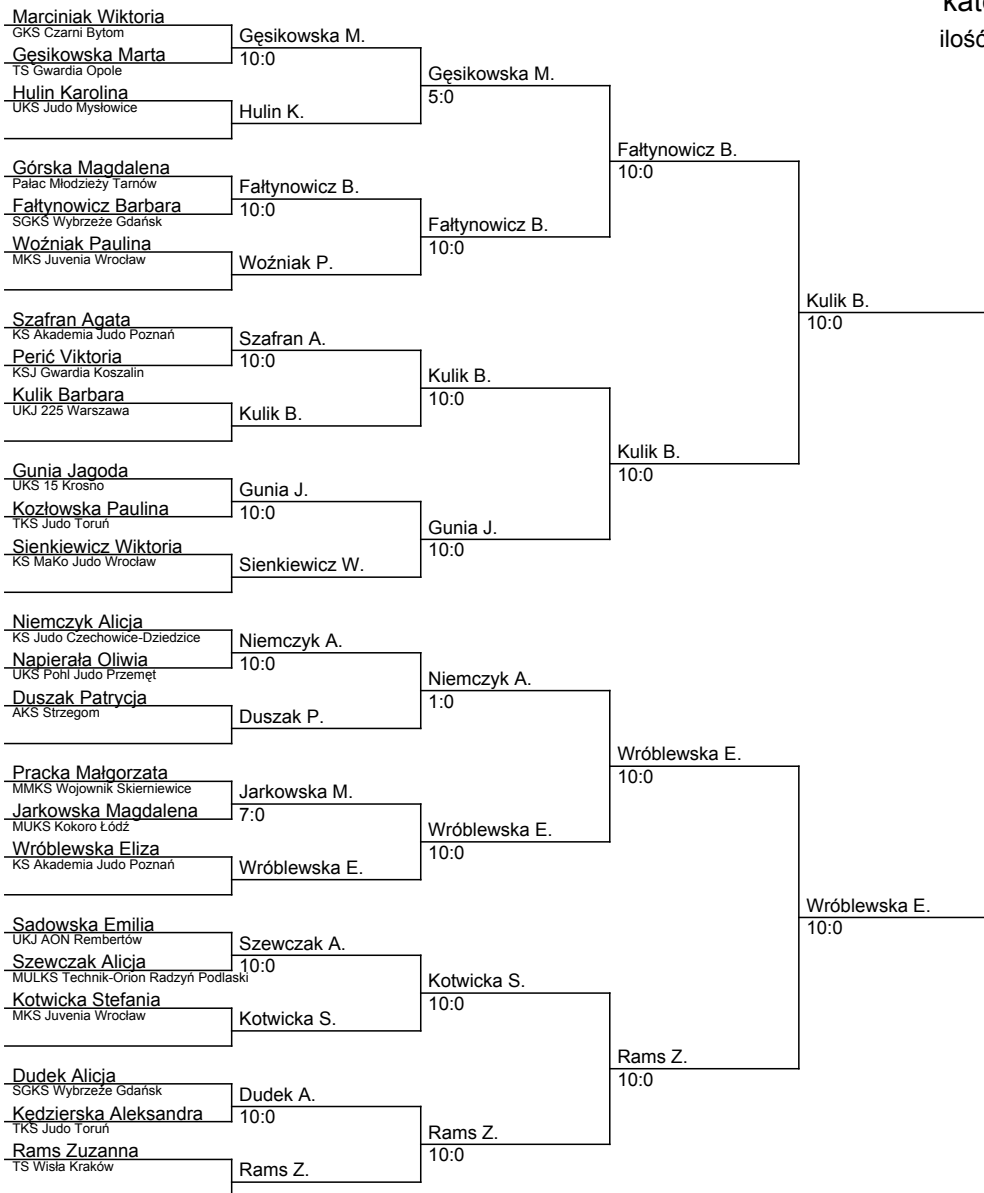 kat
ilość
Marciniak Wiktoria
GKS Czarni Bytom
Gęsikowska M.
10:0
Gęsikowska Marta
TS Gwardia Opole
Gęsikowska M.
5:0
Hulin Karolina
UKS Judo Mysłowice
Hulin K.
Fałtynowicz B.
10:0
Górska Magdalena
Pałac Młodzieży Tarnów
Fałtynowicz B.
10:0
Fałtynowicz Barbara
SGKS Wybrzeże Gdańsk
Fałtynowicz B.
10:0
Woźniak Paulina
MKS Juvenia Wrocław
Woźniak P.
Kulik B.
10:0
Szafran Agata
KS Akademia Judo Poznań
Szafran A.
10:0
Perić Viktoria
KSJ Gwardia Koszalin
Kulik B.
10:0
Kulik Barbara
UKJ 225 Warszawa
Kulik B.
Kulik B.
10:0
Gunia Jagoda
UKS 15 Krosno
Gunia J.
10:0
Kozłowska Paulina
TKS Judo Toruń
Gunia J.
10:0
Sienkiewicz Wiktoria
KS MaKo Judo Wrocław
Sienkiewicz W.
Niemczyk Alicja
KS Judo Czechowice-Dziedzice
Niemczyk A.
10:0
Napierała Oliwia
UKS Pohl Judo Przemęt
Niemczyk A.
1:0
Duszak Patrycja
AKS Strzegom
Duszak P.
Wróblewska E.
10:0
Pracka Małgorzata
MMKS Wojownik Skierniewice
Jarkowska M.
7:0
Jarkowska Magdalena
MUKS Kokoro Łódź
Wróblewska E.
10:0
Wróblewska Eliza
KS Akademia Judo Poznań
Wróblewska E.
Wróblewska E.
10:0
Sadowska Emilia
UKJ AON Rembertów
Szewczak A.
10:0
Szewczak Alicja
MULKS Technik-Orion Radzyń Podlaski
Kotwicka S.
10:0
Kotwicka Stefania
MKS Juvenia Wrocław
Kotwicka S.
Rams Z.
10:0
Dudek Alicja
SGKS Wybrzeże Gdańsk
Dudek A.
10:0
Kędzierska Aleksandra
TKS Judo Toruń
Rams Z.
10:0
Rams Zuzanna
TS Wisła Kraków
Rams Z.